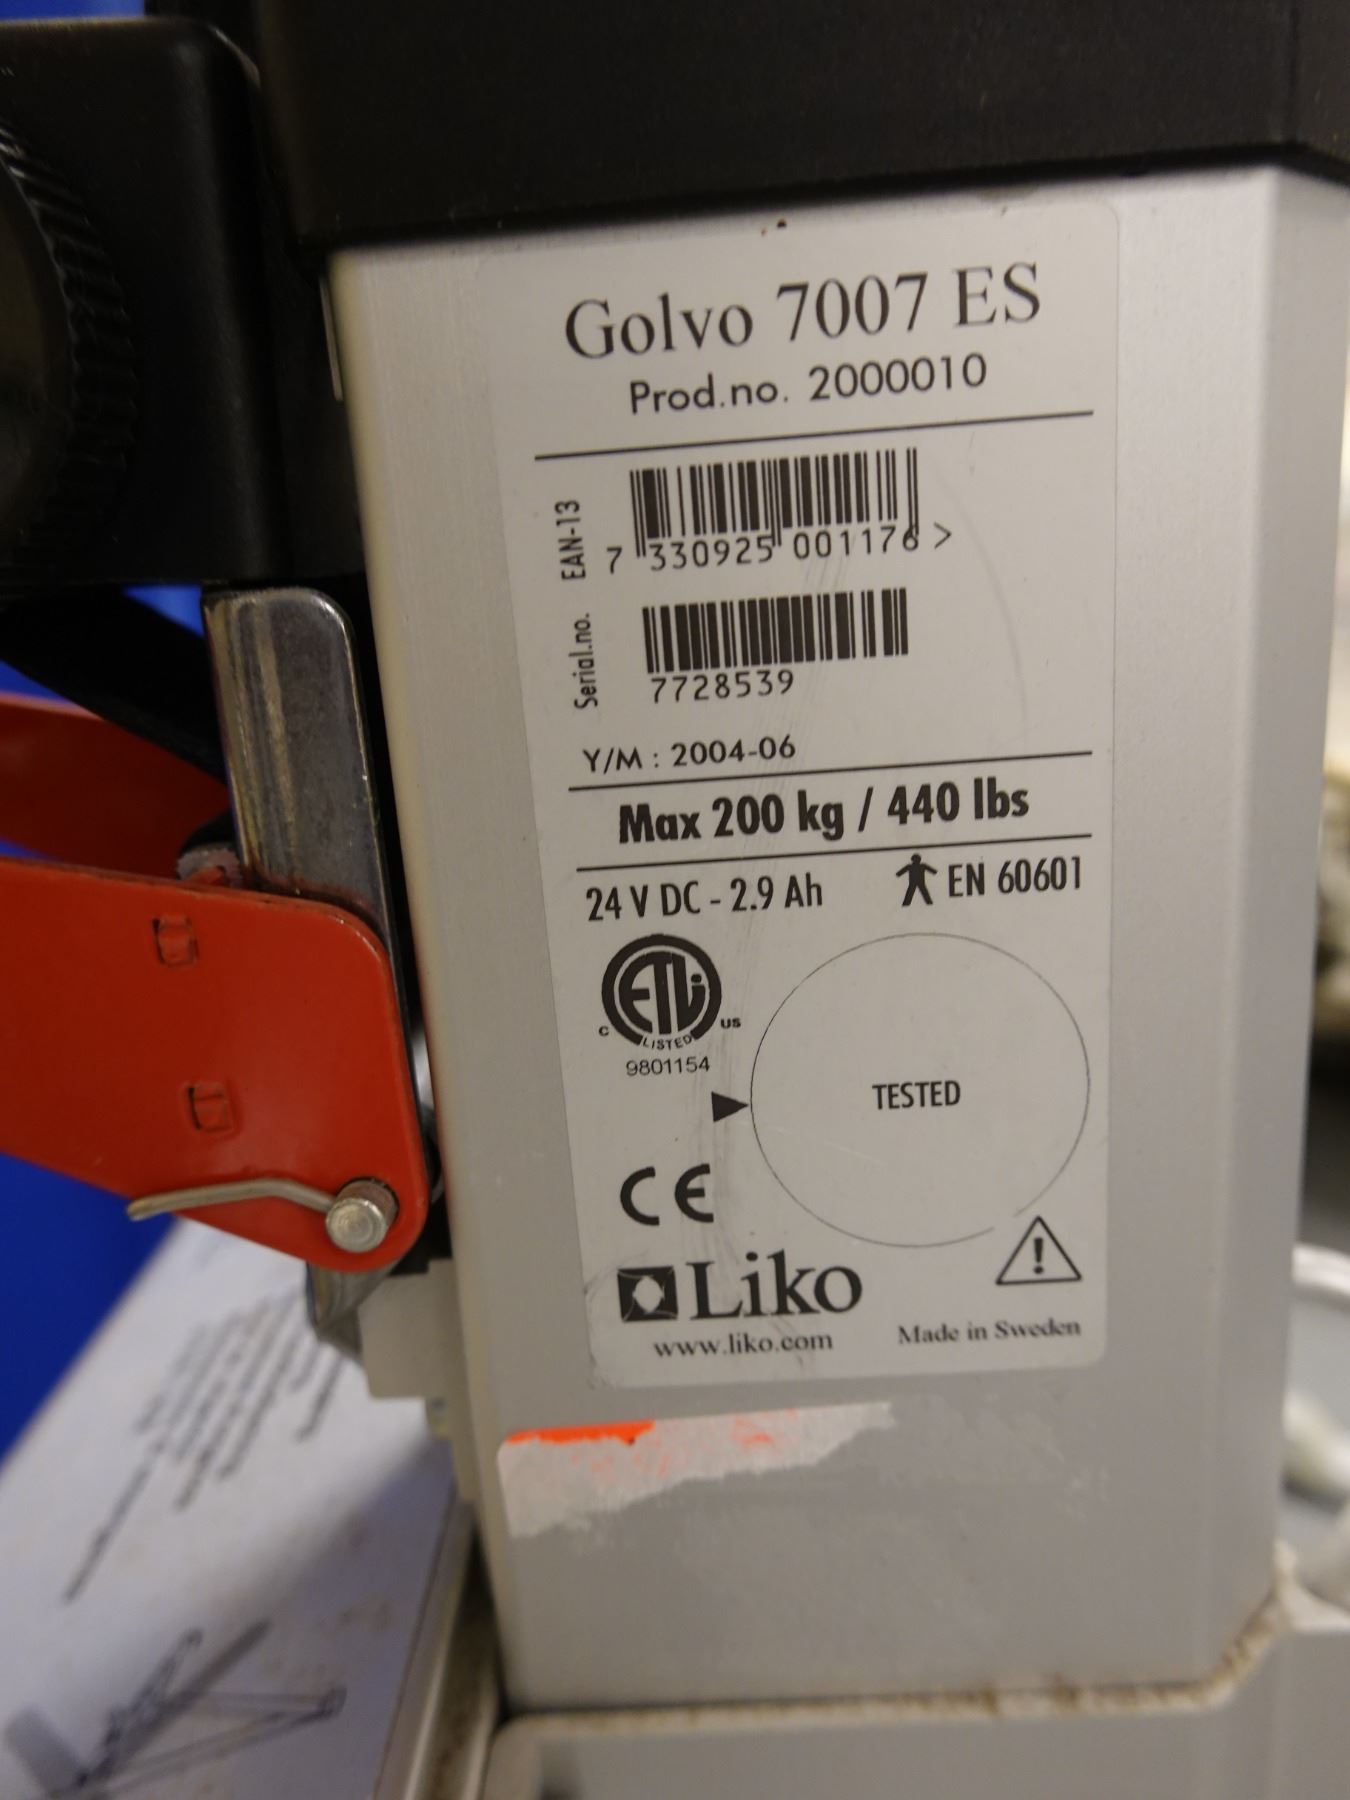 Golvo 7007 ES
Prod.no. 2000010
EAN-13
7 330925 001176 >
Serial.no.
7728539
Y/M : 2004-06
Max 200 kg / 440 lbs
24 V DC - 2.9 Ah
EN 60601
ETL
C LISTED US
9801154
TESTED
CE
!
Liko
www.liko.com
Made in Sweden